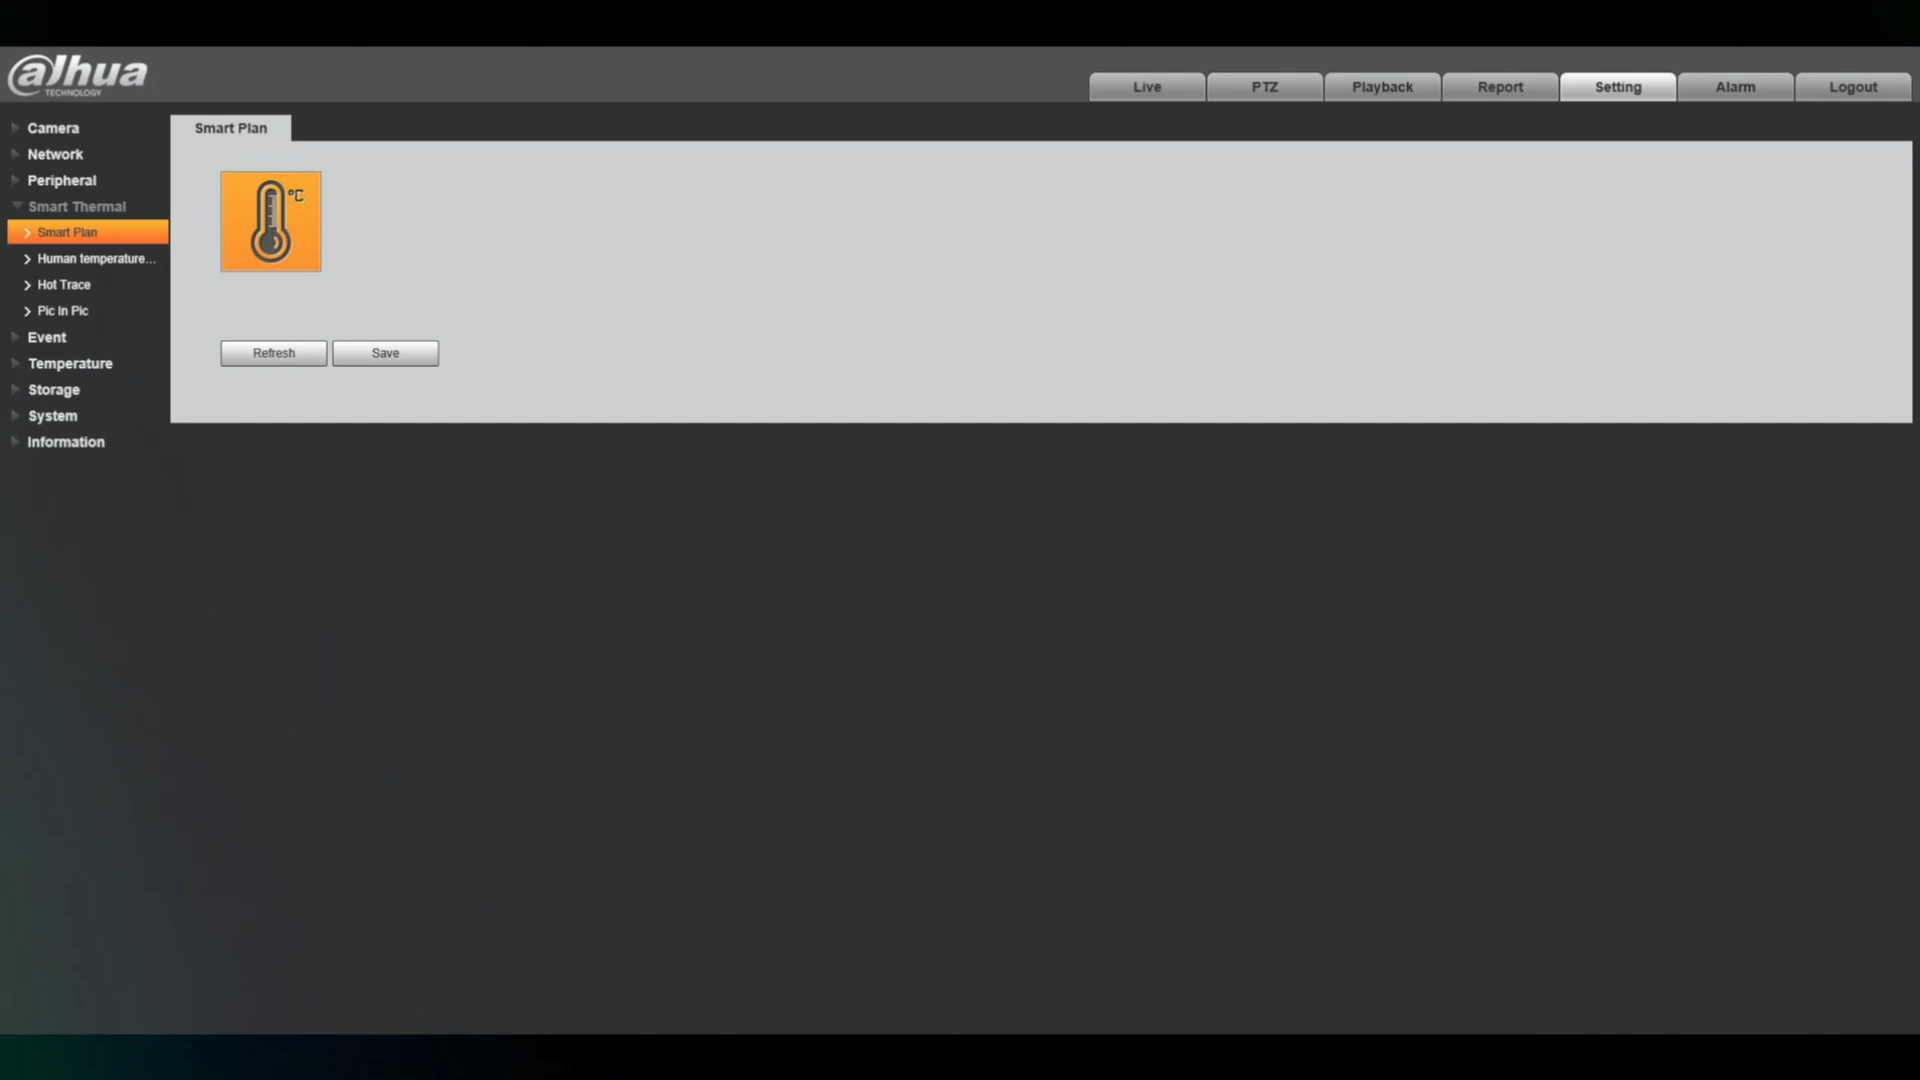 alhua
TECHNOLOGY
Live
PTZ
Playback
Report
Setting
Alarm
Logout
Camera
Network
Peripheral
Smart Thermal
Smart Plan
Human temperature...
Hot Trace
Pic In Pic
Event
Temperature
Storage
System
Information
Smart Plan
°C
Refresh
Save